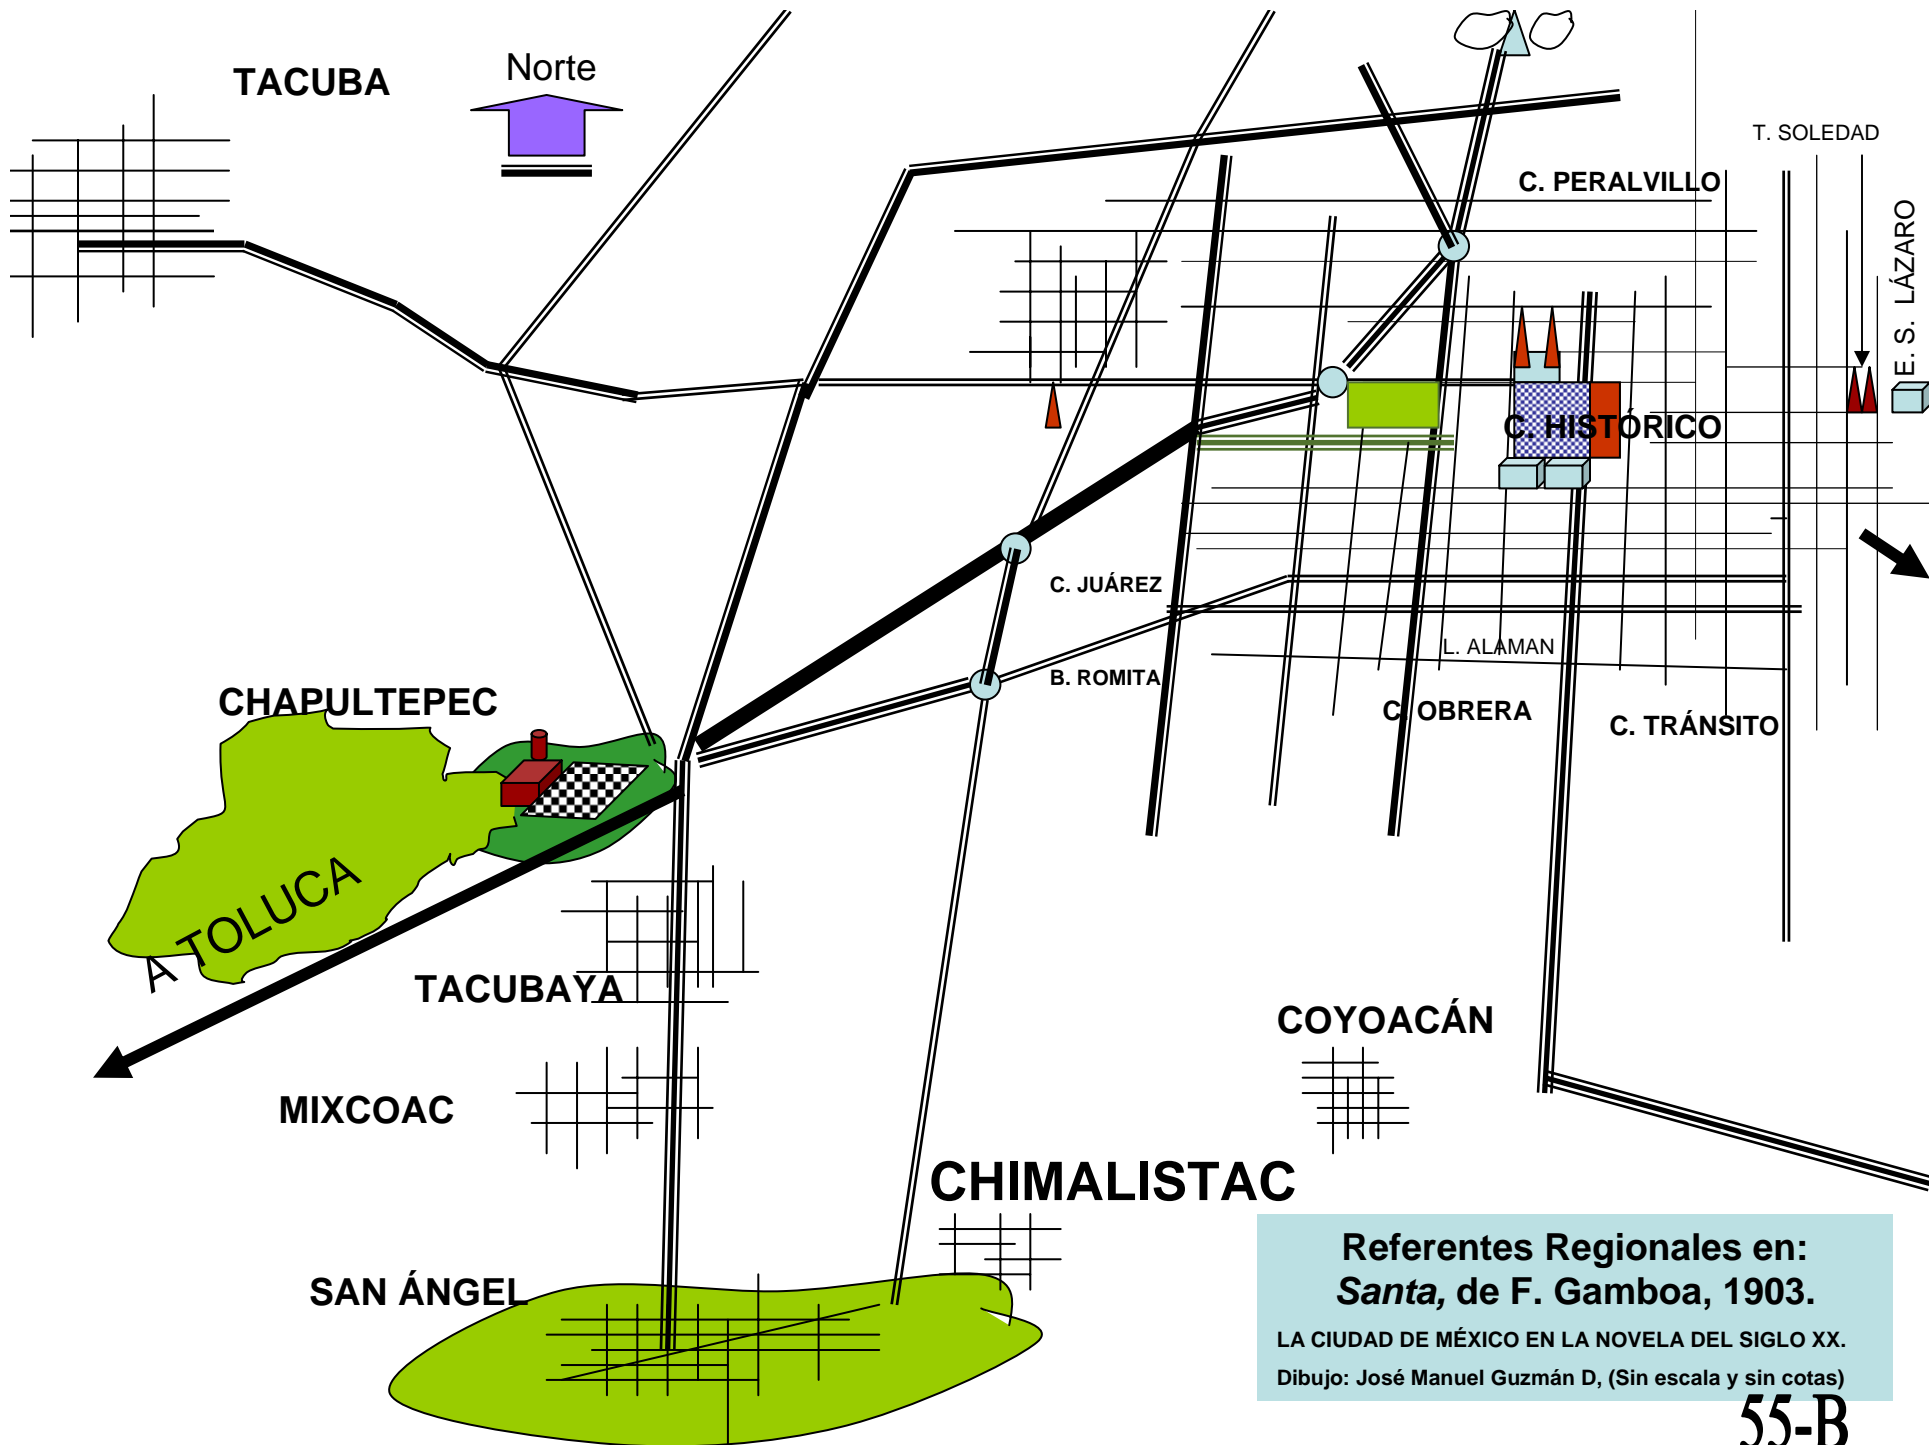 TACUBA
Norte
T. SOLEDAD
C. PERALVILLO
E. S. LÁZARO
C. HISTÓRICO
C. JUÁREZ
L. ALAMAN
B. ROMITA
CHAPULTEPEC
C. OBRERA
C. TRÁNSITO
A TOLUCA
TACUBAYA
COYOACÁN
MIXCOAC
CHIMALISTAC
SAN ÁNGEL
Referentes Regionales en:
Santa, de F. Gamboa, 1903.
LA CIUDAD DE MÉXICO EN LA NOVELA DEL SIGLO XX.
Dibujo: José Manuel Guzmán D, (Sin escala y sin cotas)
55-B